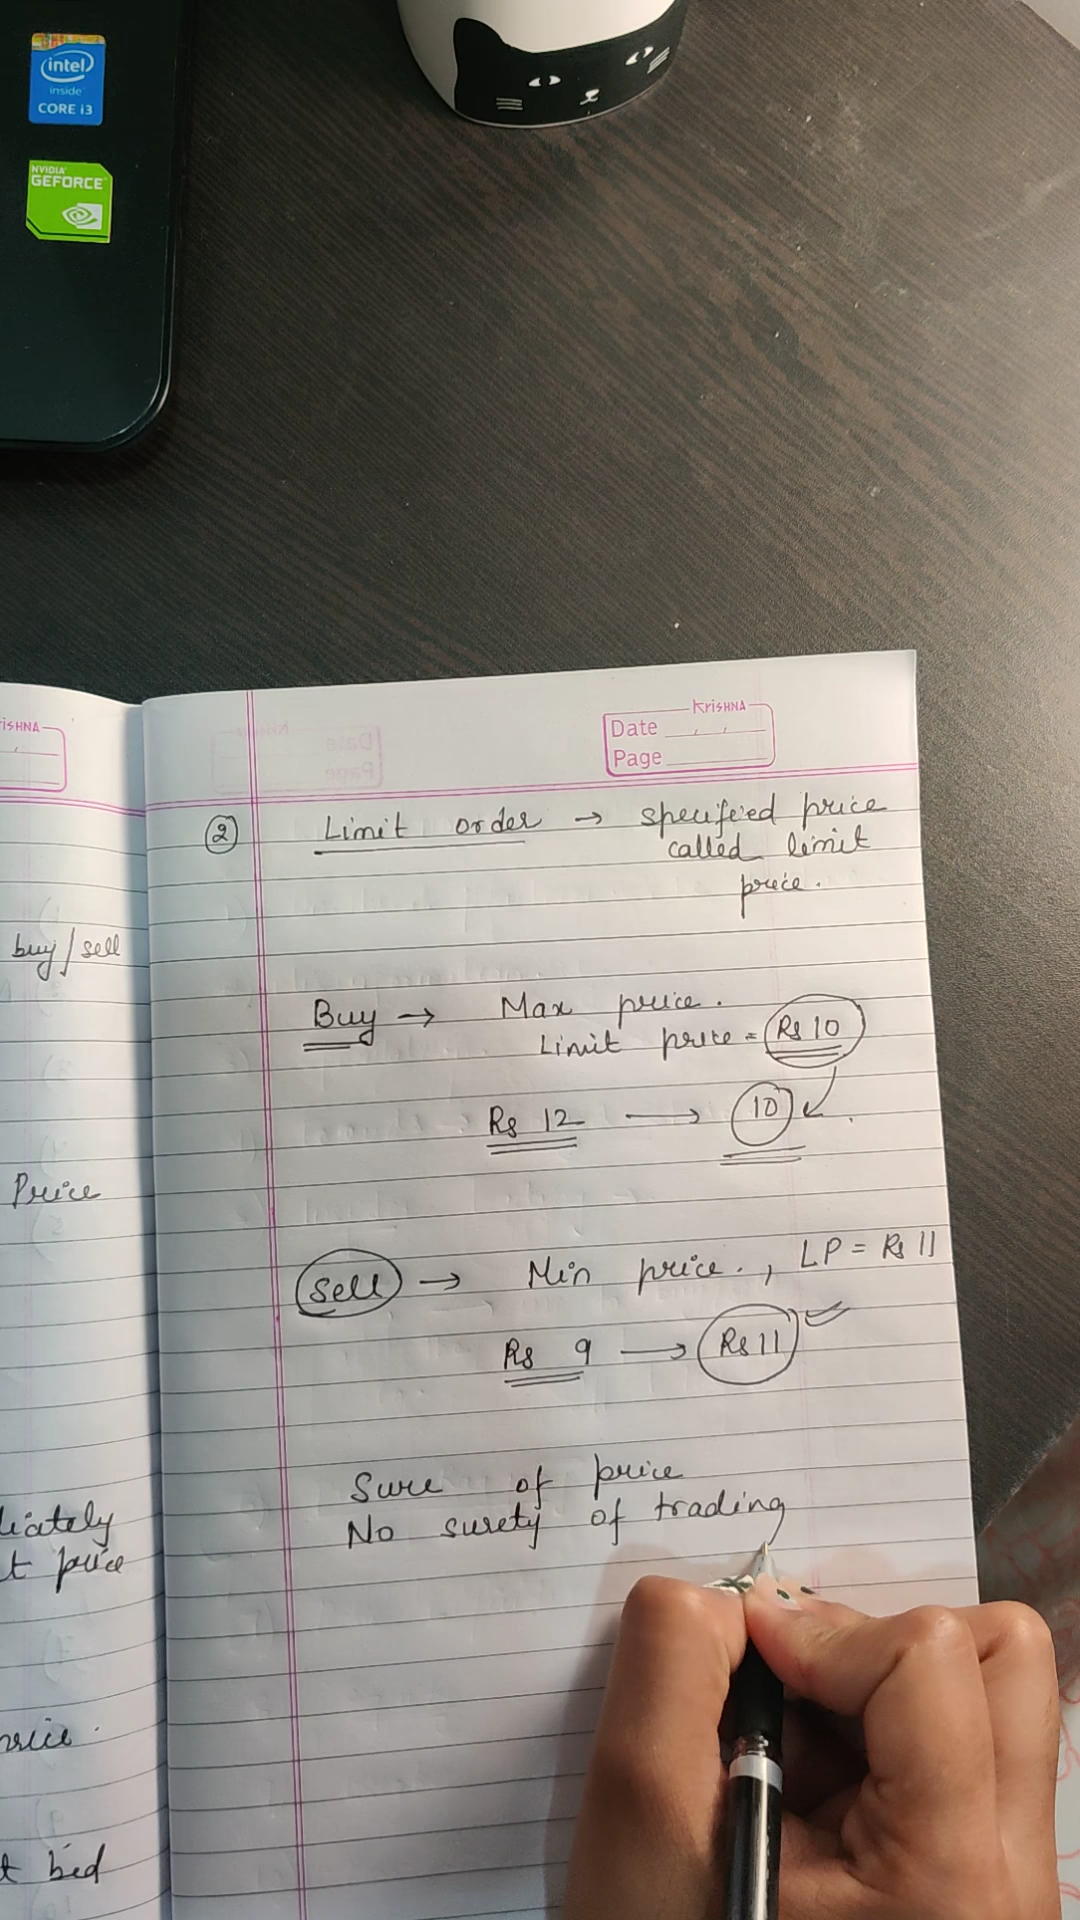 intel
inside
CORE i3
NVIDIA
GEFORCE
KRISHNA
Date
Page
buy/sell
Price
t price
t bid
② Limit order → specified price
called limit
price.
Buy → Max price.
Limit price = Rs 10
Rs 12 → 10
Sell → Min price., LP = Rs 11
Rs 9 → Rs 11
Sure of price
No surety of trading